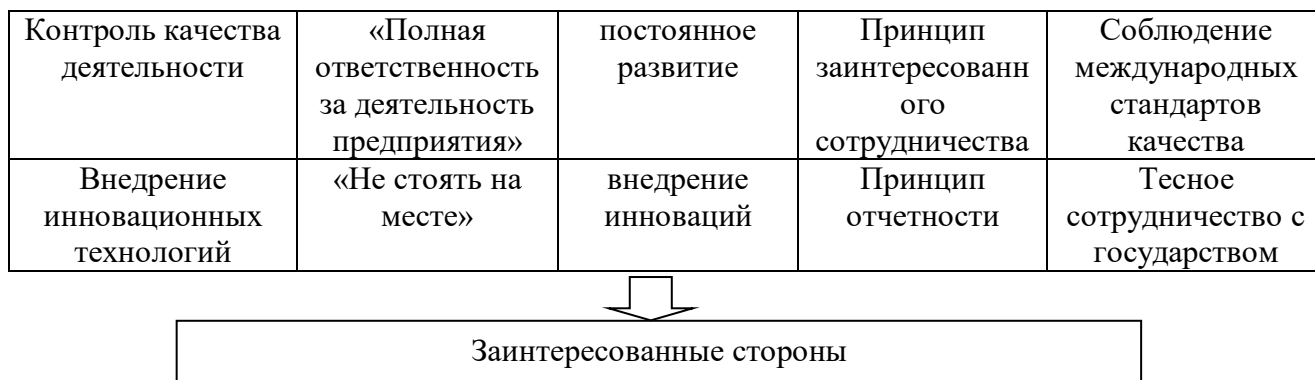 Контроль качества
деятельности
«Полная
ответственность
за деятельность
предприятия»
постоянное
развитие
Принцип
заинтересованн
ого
сотрудничества
Соблюдение
международных
стандартов
качества
Внедрение
инновационных
технологий
«Не стоять на
месте»
внедрение
инноваций
Принцип
отчетности
Тесное
сотрудничество с
государством
Заинтересованные стороны